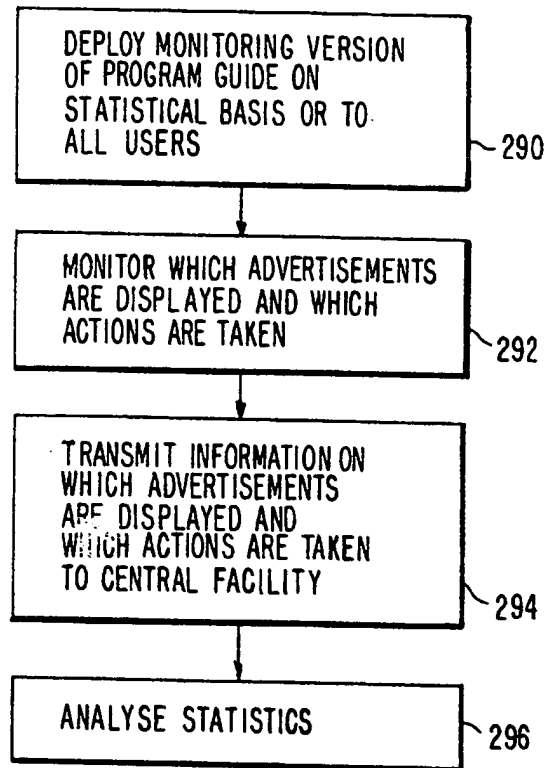 DEPLOY MONITORING VERSION
OF PROGRAM GUIDE ON
STATISTICAL BASIS OR TO
ALL USERS
290
MONITOR WHICH ADVERTISEMENTS
ARE DISPLAYED AND WHICH
ACTIONS ARE TAKEN
292
TRANSMIT INFORMATION ON
WHICH ADVERTISEMENTS
ARE DISPLAYED AND
WHICH ACTIONS ARE TAKEN
TO CENTRAL FACILITY
294
ANALYSE STATISTICS
296